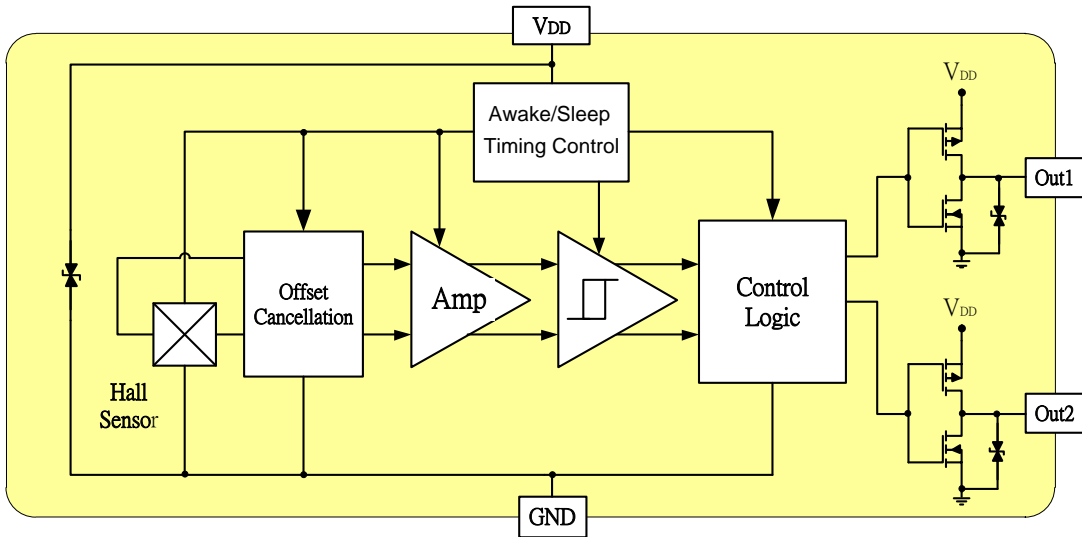 VDD
Awake/Sleep
Timing Control
VDD
Out1
Offset
Cancellation
Amp
Control
Logic
Hall
Sensor
VDD
Out2
GND